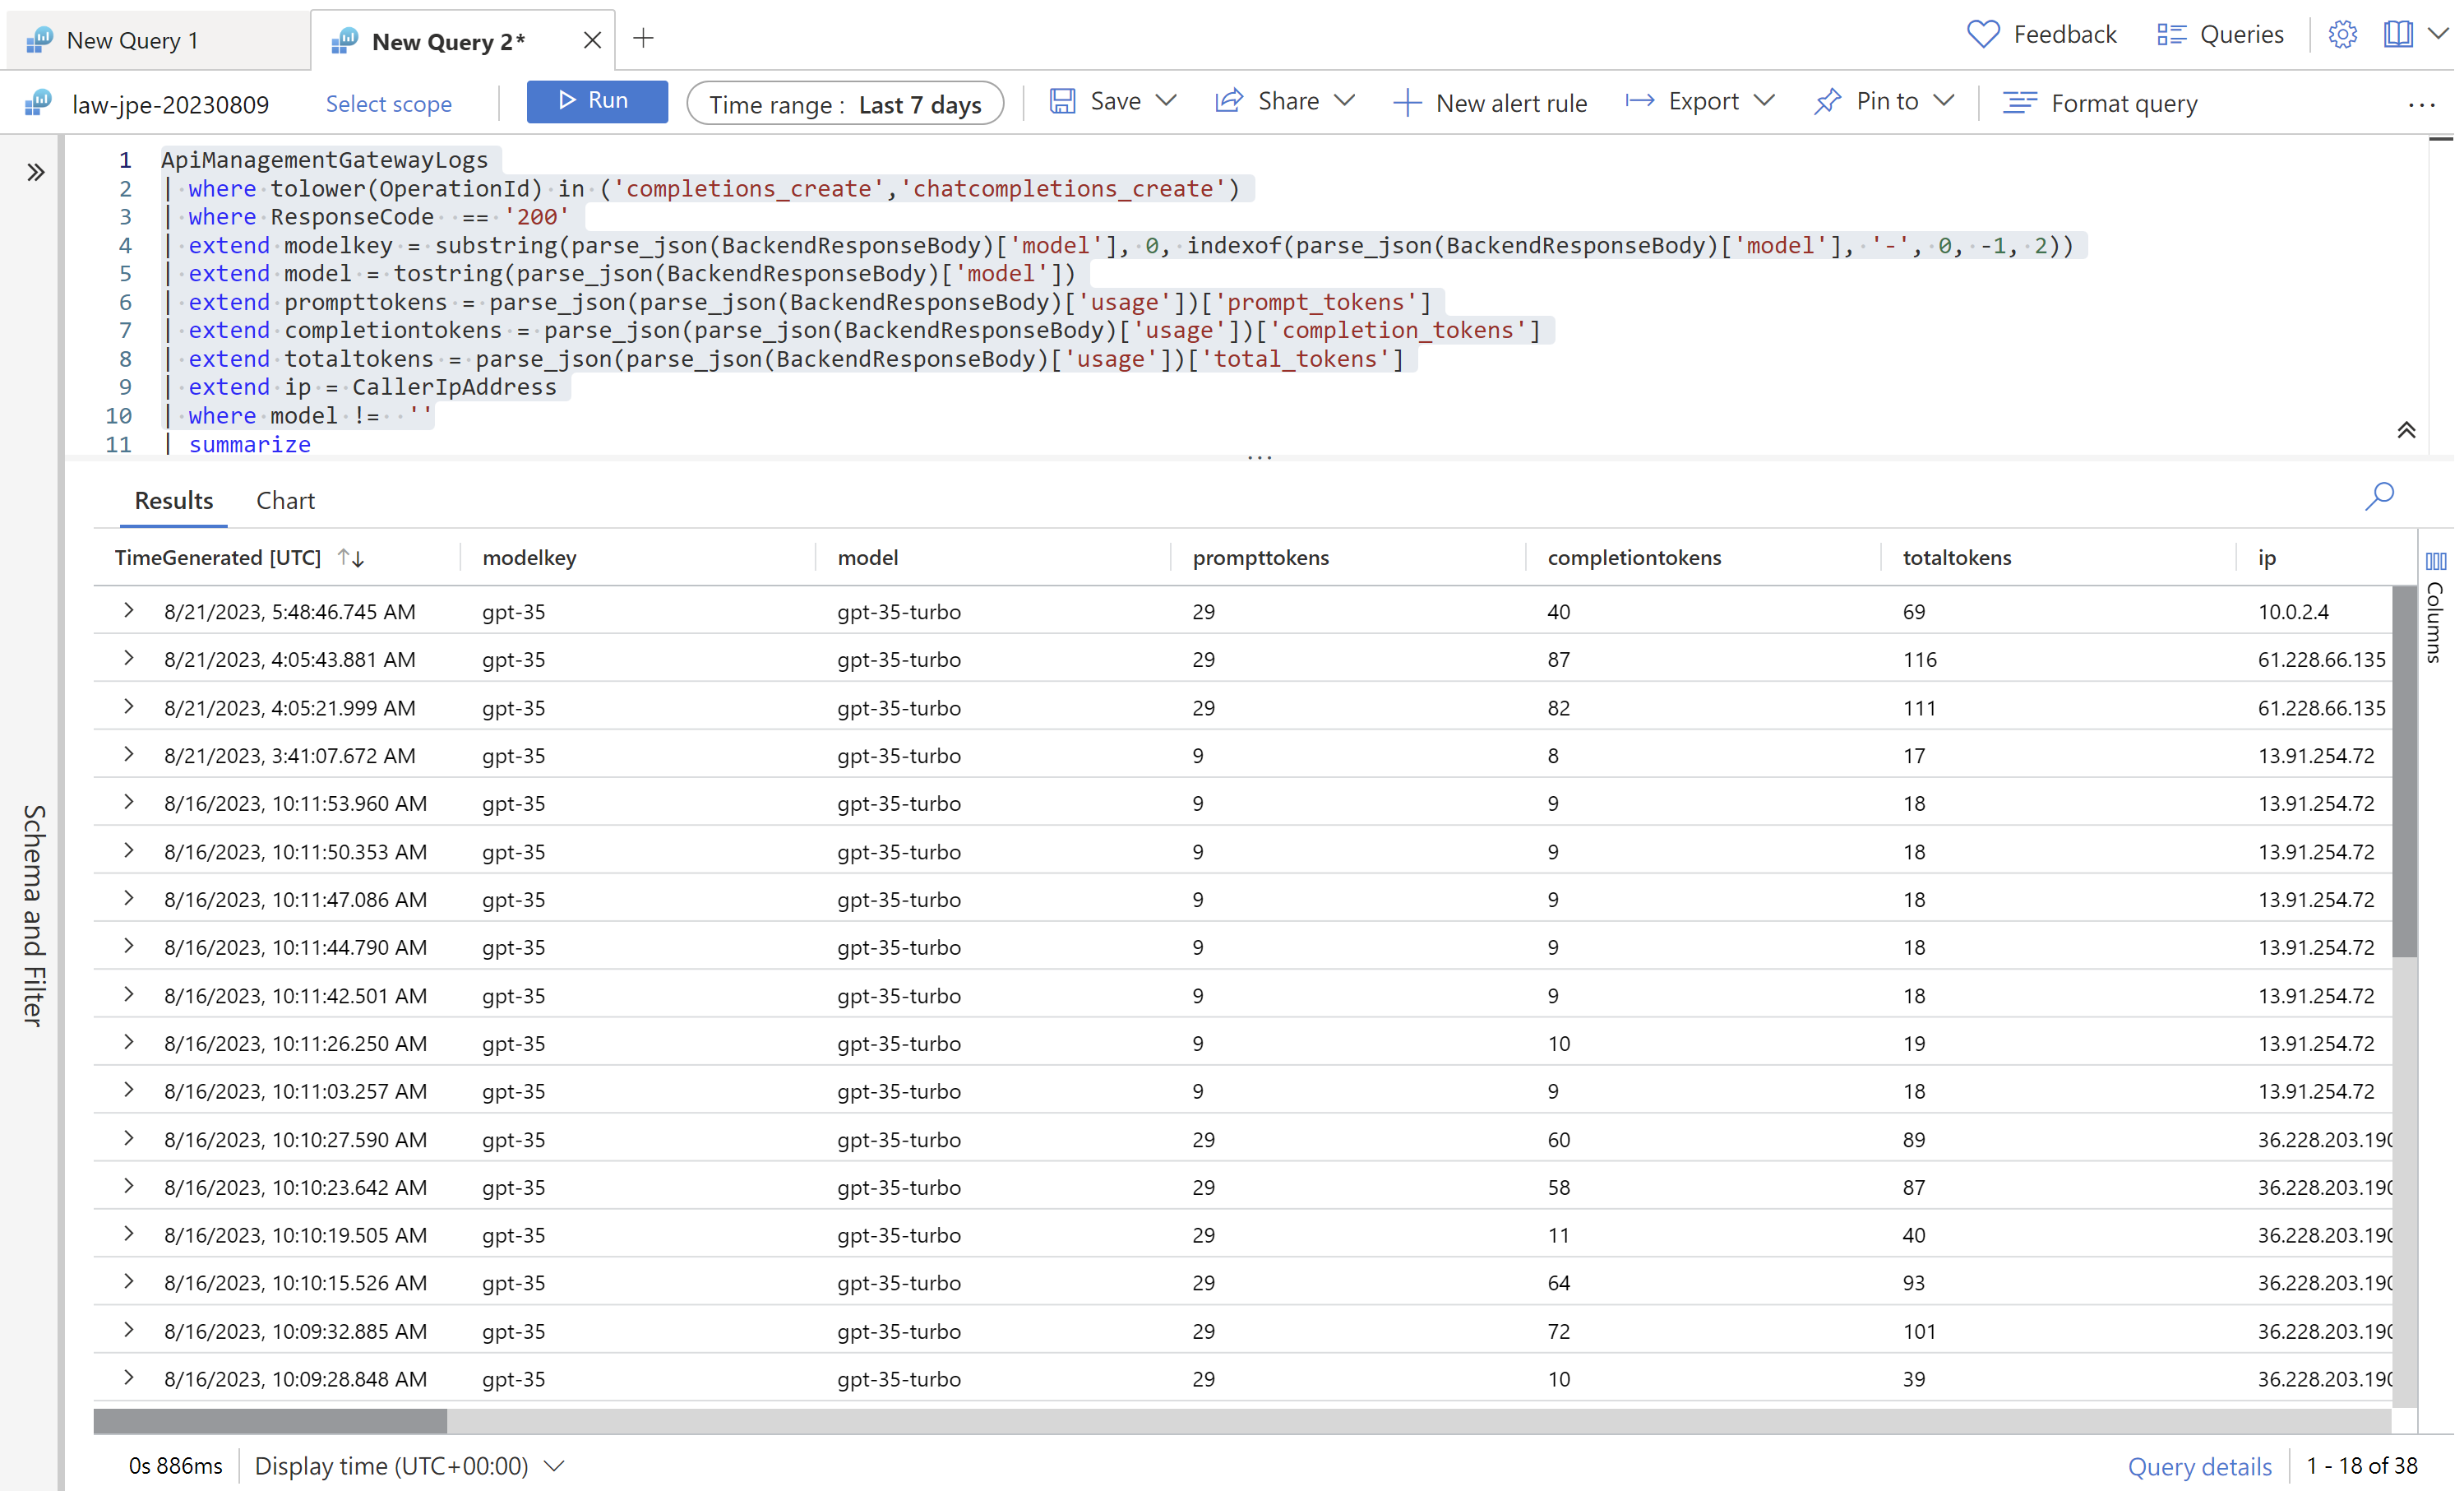 New Query 1
New Query 2*
Feedback
Queries
law-jpe-20230809
Select scope
Run
Time range : Last 7 days
Save
Share
New alert rule
Export
Pin to
Format query
1 ApiManagementGatewayLogs
2 | where tolower(OperationId) in ('completions_create','chatcompletions_create')
3 | where ResponseCode  == '200'
4 | extend modelkey = substring(parse_json(BackendResponseBody)['model'], 0, indexof(parse_json(BackendResponseBody)['model'], '-', 0, -1, 2))
5 | extend model = tostring(parse_json(BackendResponseBody)['model'])
6 | extend prompttokens = parse_json(parse_json(BackendResponseBody)['usage'])['prompt_tokens']
7 | extend completiontokens = parse_json(parse_json(BackendResponseBody)['usage'])['completion_tokens']
8 | extend totaltokens = parse_json(parse_json(BackendResponseBody)['usage'])['total_tokens']
9 | extend ip = CallerIpAddress
10 | where model !=  ''
11 | summarize
Schema and Filter
Results Chart
TimeGenerated [UTC] modelkey model prompttokens completiontokens totaltokens ip
Columns
8/21/2023, 5:48:46.745 AM gpt-35 gpt-35-turbo 29 40 69 10.0.2.4
8/21/2023, 4:05:43.881 AM gpt-35 gpt-35-turbo 29 87 116 61.228.66.135
8/21/2023, 4:05:21.999 AM gpt-35 gpt-35-turbo 29 82 111 61.228.66.135
8/21/2023, 3:41:07.672 AM gpt-35 gpt-35-turbo 9 8 17 13.91.254.72
8/16/2023, 10:11:53.960 AM gpt-35 gpt-35-turbo 9 9 18 13.91.254.72
8/16/2023, 10:11:50.353 AM gpt-35 gpt-35-turbo 9 9 18 13.91.254.72
8/16/2023, 10:11:47.086 AM gpt-35 gpt-35-turbo 9 9 18 13.91.254.72
8/16/2023, 10:11:44.790 AM gpt-35 gpt-35-turbo 9 9 18 13.91.254.72
8/16/2023, 10:11:42.501 AM gpt-35 gpt-35-turbo 9 9 18 13.91.254.72
8/16/2023, 10:11:26.250 AM gpt-35 gpt-35-turbo 9 10 19 13.91.254.72
8/16/2023, 10:11:03.257 AM gpt-35 gpt-35-turbo 9 9 18 13.91.254.72
8/16/2023, 10:10:27.590 AM gpt-35 gpt-35-turbo 29 60 89 36.228.203.190
8/16/2023, 10:10:23.642 AM gpt-35 gpt-35-turbo 29 58 87 36.228.203.190
8/16/2023, 10:10:19.505 AM gpt-35 gpt-35-turbo 29 11 40 36.228.203.190
8/16/2023, 10:10:15.526 AM gpt-35 gpt-35-turbo 29 64 93 36.228.203.190
8/16/2023, 10:09:32.885 AM gpt-35 gpt-35-turbo 29 72 101 36.228.203.190
8/16/2023, 10:09:28.848 AM gpt-35 gpt-35-turbo 29 10 39 36.228.203.190
0s 886ms
Display time (UTC+00:00)
Query details
1 - 18 of 38